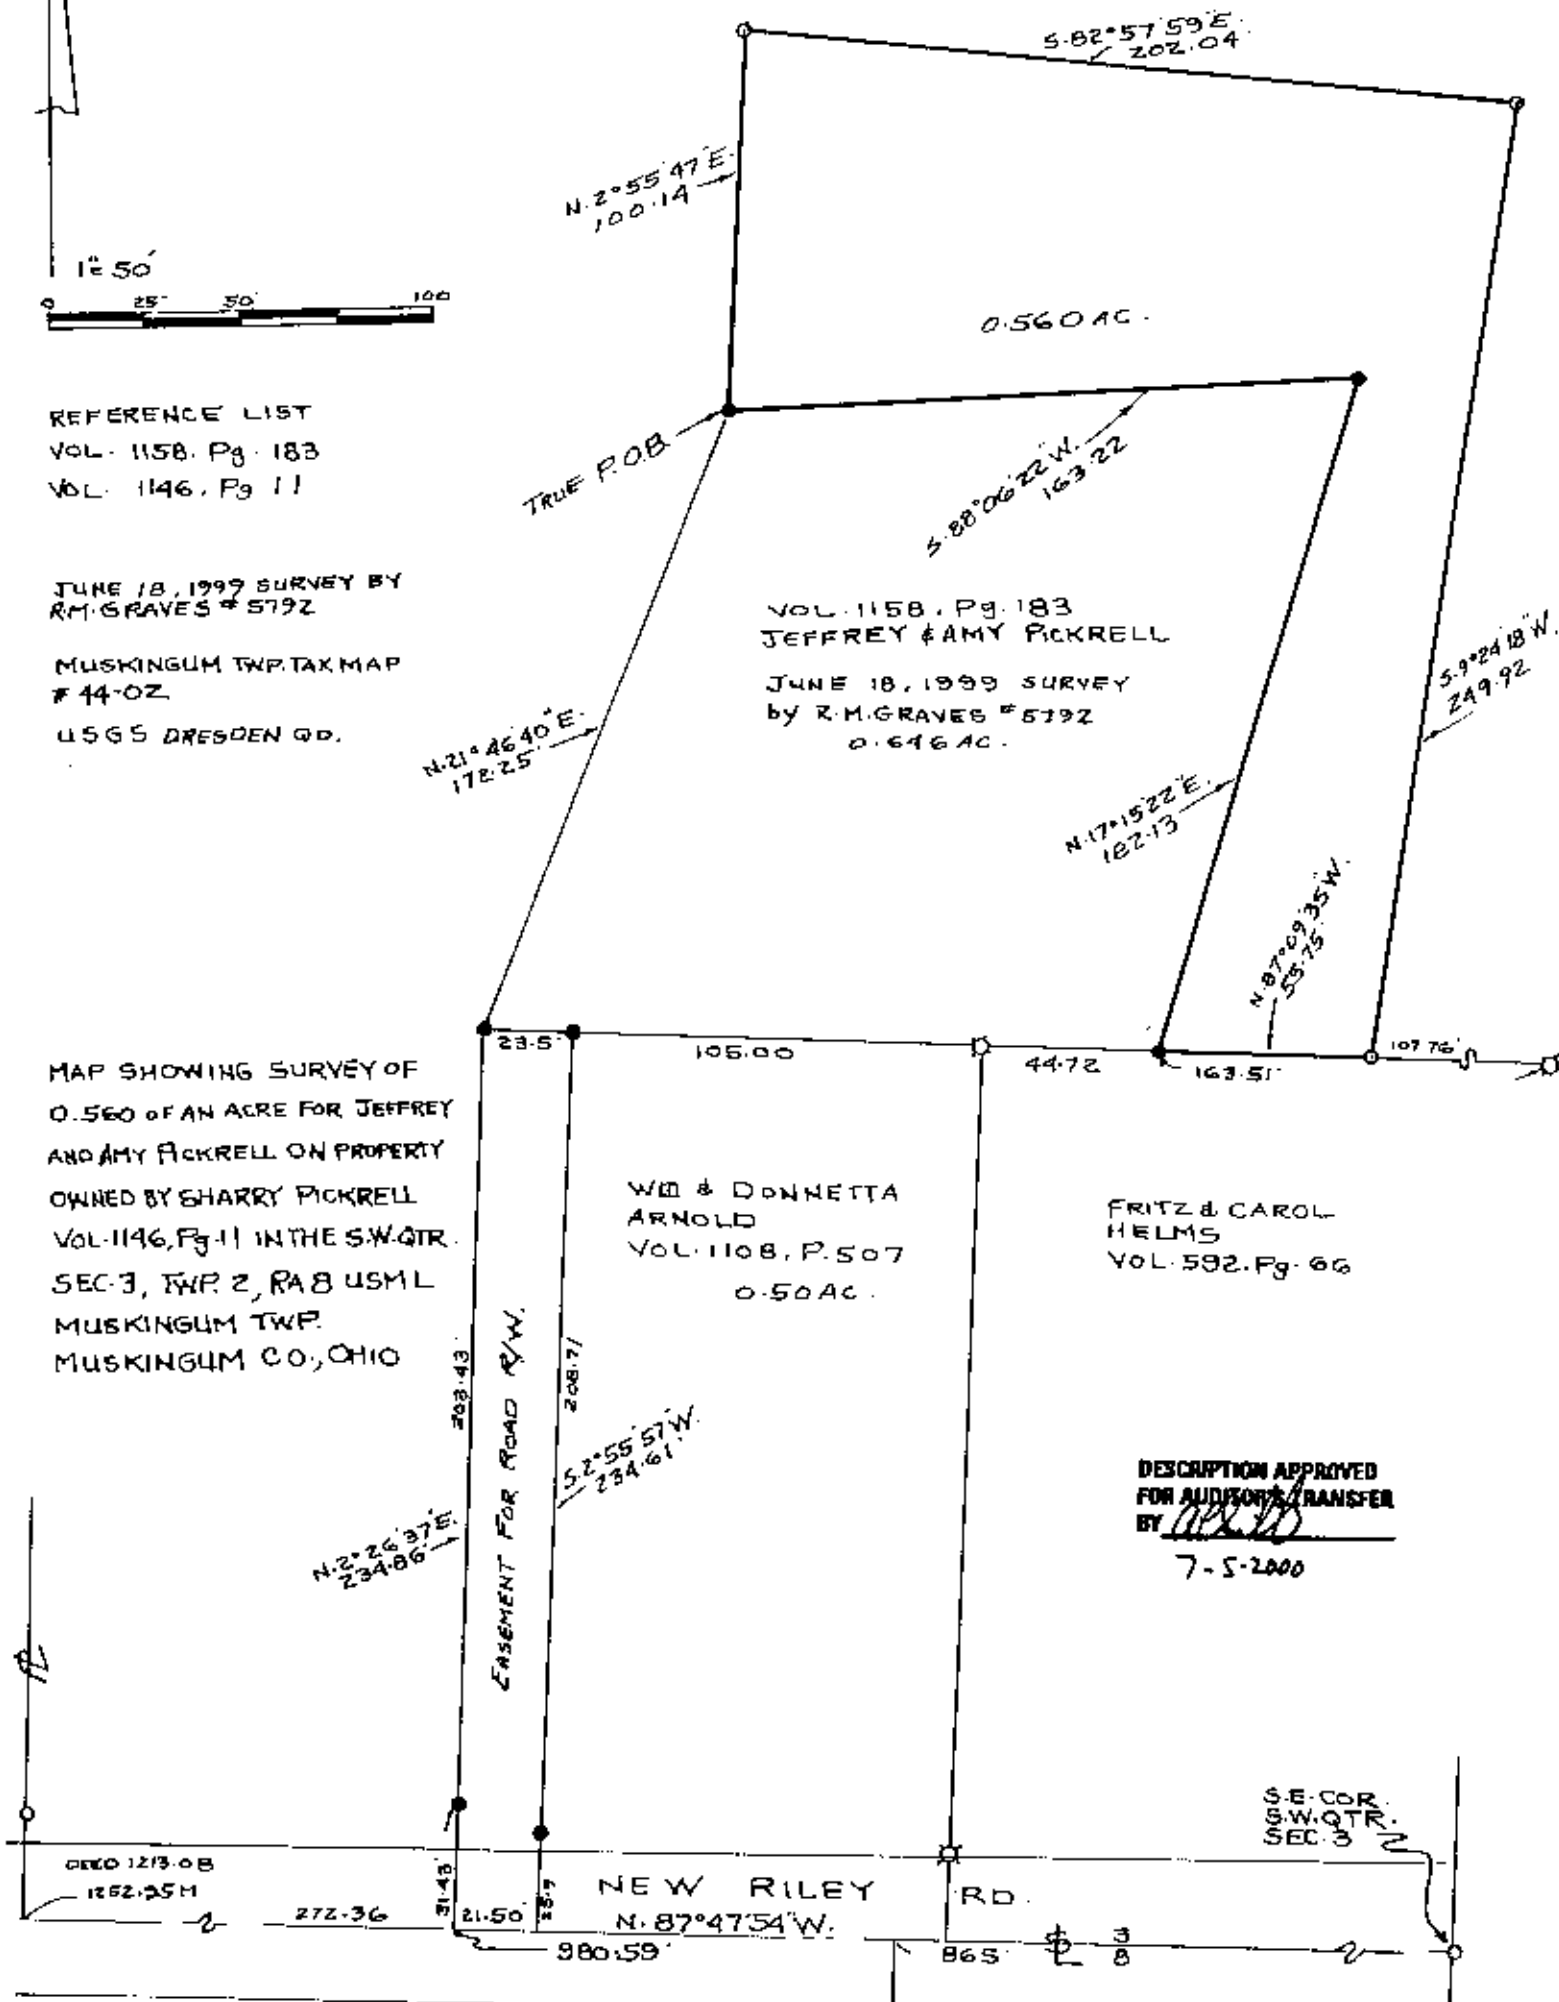 S.82°57'59"E.
202.04
N.2°55'47"E.
100.14
1"=50'
0 25' 50' 100
0.560 AC.
REFERENCE LIST
VOL. 1158. Pg. 183
VOL. 1146, Pg 11
TRUE P.O.B.
S.88°06'22"W.
163.22
JUNE 18, 1999 SURVEY BY
R.M.GRAVES #5792
MUSKINGUM TWP. TAX MAP
#44-02
USGS DRESDEN QD.
VOL.1158, Pg.183
JEFFREY & AMY PICKRELL
JUNE 18, 1999 SURVEY
by R.M.GRAVES #5792
0.646 AC.
S.9°24'18"W.
249.92
N.21°46'40"E.
172.25
N.17°15'22"E.
182.13
N.87°09'35"W.
55.75
23.5'
105.00
44.72
163.51'
107.76'
MAP SHOWING SURVEY OF
0.560 OF AN ACRE FOR JEFFREY
AND AMY PICKRELL ON PROPERTY
OWNED BY SHARRY PICKRELL
VOL.1146, Pg.11 IN THE S.W.QTR.
SEC.3, TWP. 2, RA 8 USML
MUSKINGUM TWP.
MUSKINGUM CO., OHIO
WM & DONNETTA
ARNOLD
VOL.1108, P.507
0.50 AC.
FRITZ & CAROL
HELMS
VOL.592.Pg.66
203.43
208.71
EASEMENT FOR ROAD R/W.
S.2°55'57"W.
234.61'
N.2°26'37"E.
234.86'
DESCRIPTION APPROVED
FOR AUDITOR'S TRANSFER
BY
7-5-2000
S.E. COR.
S.W. QTR.
SEC. 3
DEED 1213.08
1252.95 M
31.43
25.9
NEW RILEY RD.
272.36
21.50'
N.87°47'54"W.
980.59'
865'
3
8